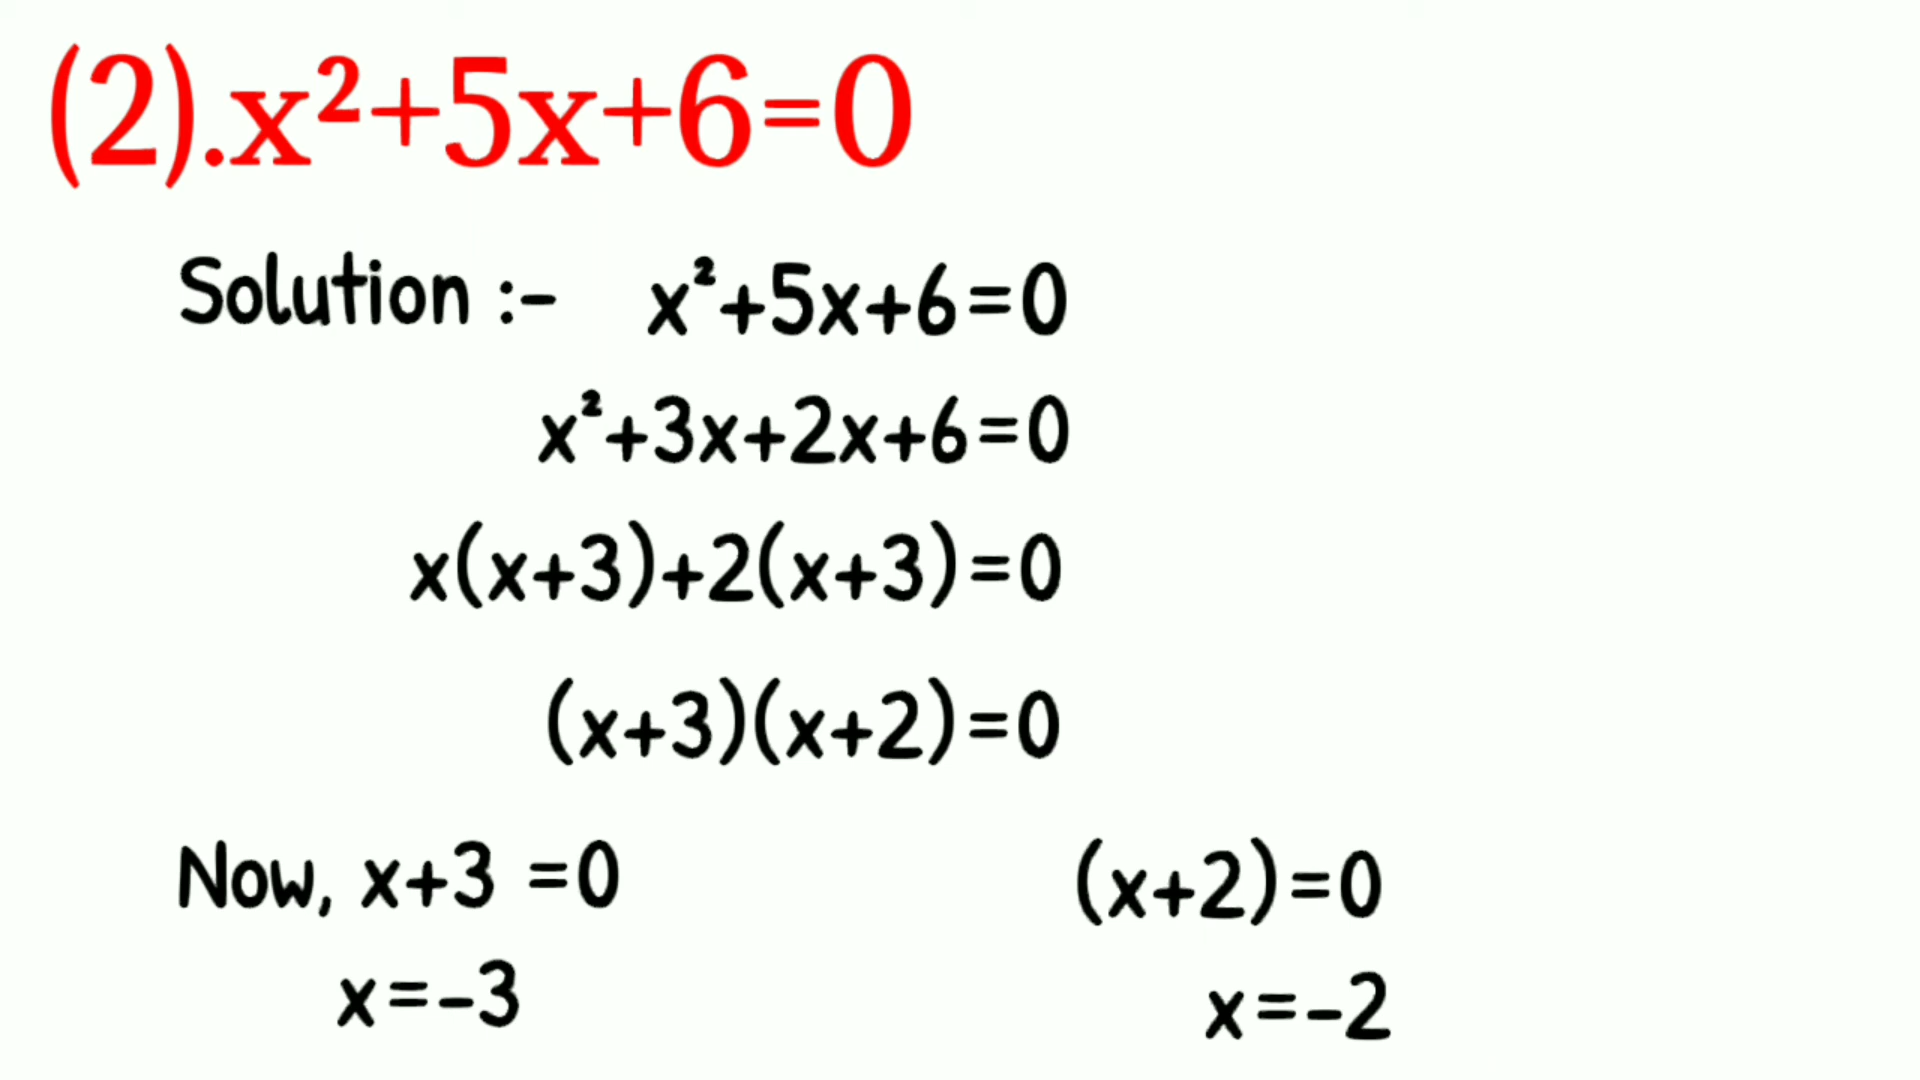 (2).x²+5x+6=0
Solution :- x²+5x+6=0
x²+3x+2x+6=0
x(x+3)+2(x+3)=0
(x+3)(x+2)=0
Now, x+3 =0 (x+2)=0
x=-3 x=-2